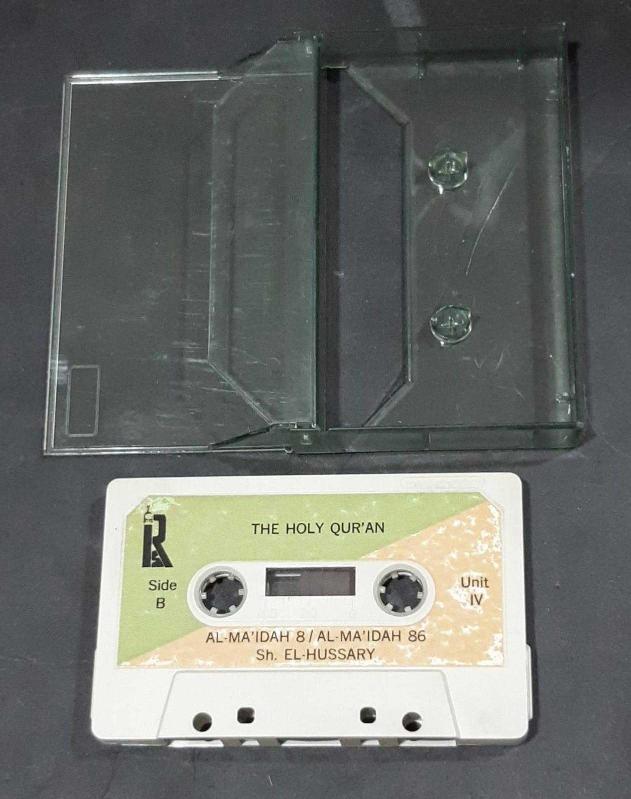 THE HOLY QUR'AN
Side
B
Unit
IV
AL-MA'IDAH 8 / AL-MA'IDAH 86
Sh. EL-HUSSARY